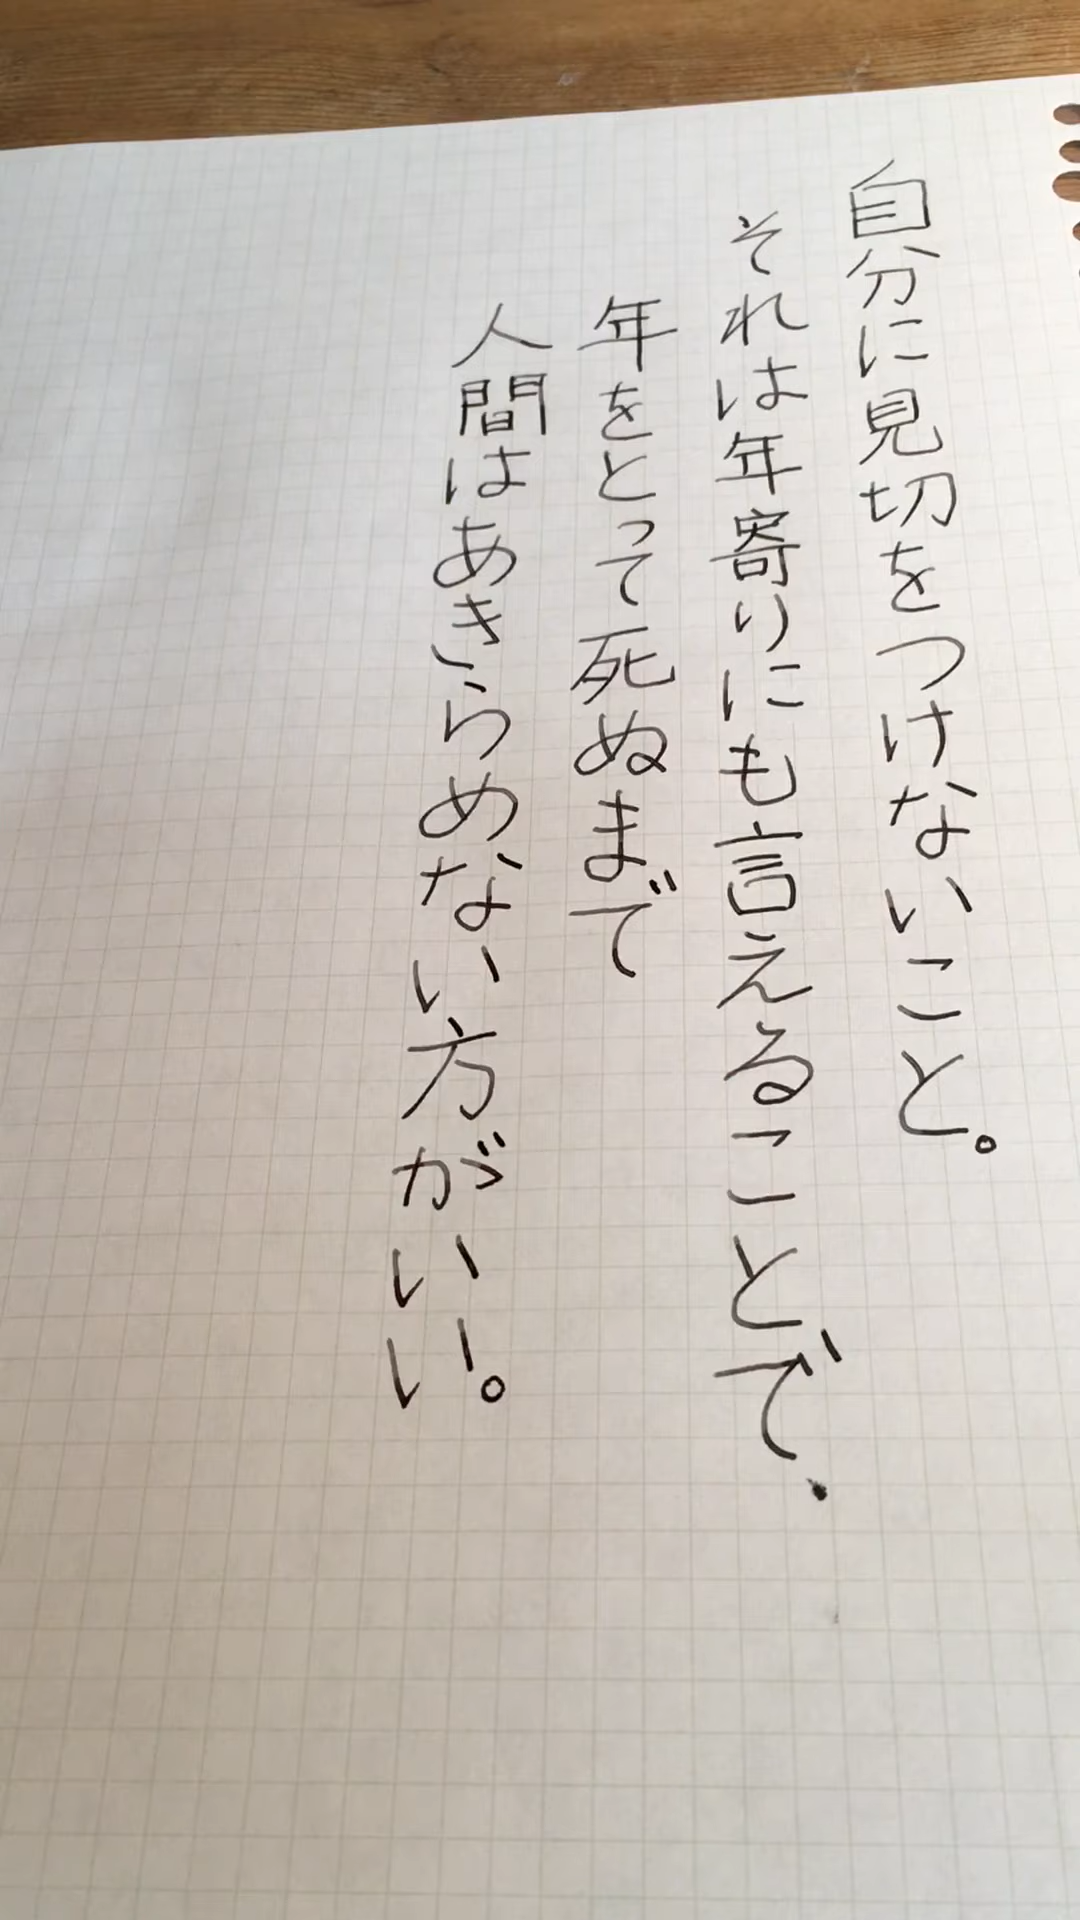 自分に見切をつけないこと。
それは年寄りにも言えることで、
年をとって死ぬまで
人間はあきらめない方がいい。